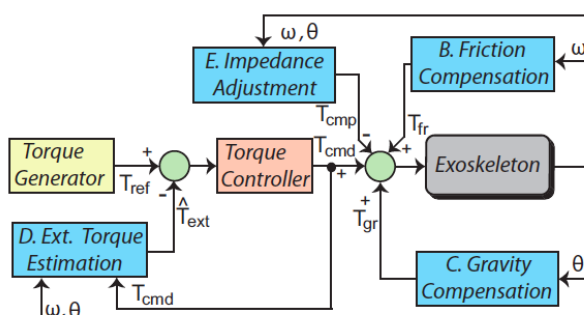 ω,θ
E. Impedance
Adjustment
B. Friction
Compensation
ω
T_cmp
-
T_fr
+
Torque
Generator
+
T_ref
-
Torque
Controller
T_cmd
+
Exoskeleton
T̂_ext
+
T_gr
D. Ext. Torque
Estimation
T_cmd
ω,θ
C. Gravity
Compensation
θ